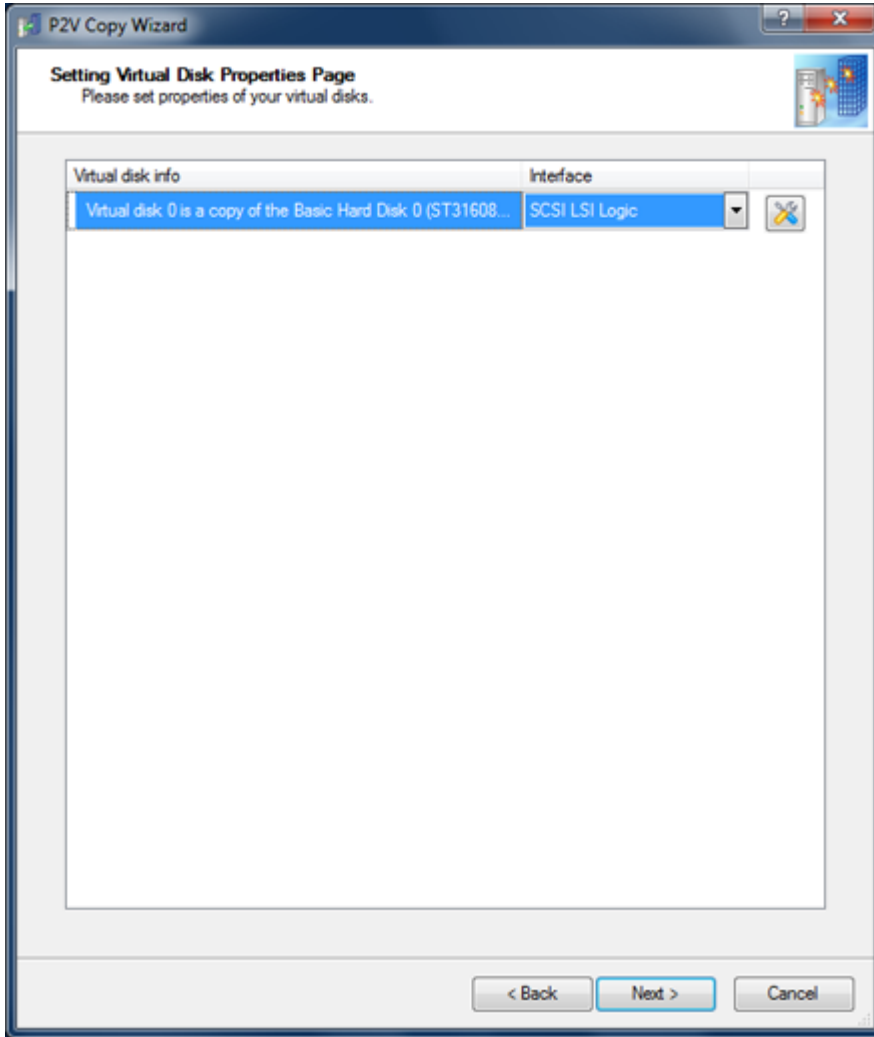 P2V Copy Wizard
Setting Virtual Disk Properties Page
Please set properties of your virtual disks.
Virtual disk info Interface
Virtual disk 0 is a copy of the Basic Hard Disk 0 (ST31608... SCSI LSI Logic
< Back Next > Cancel